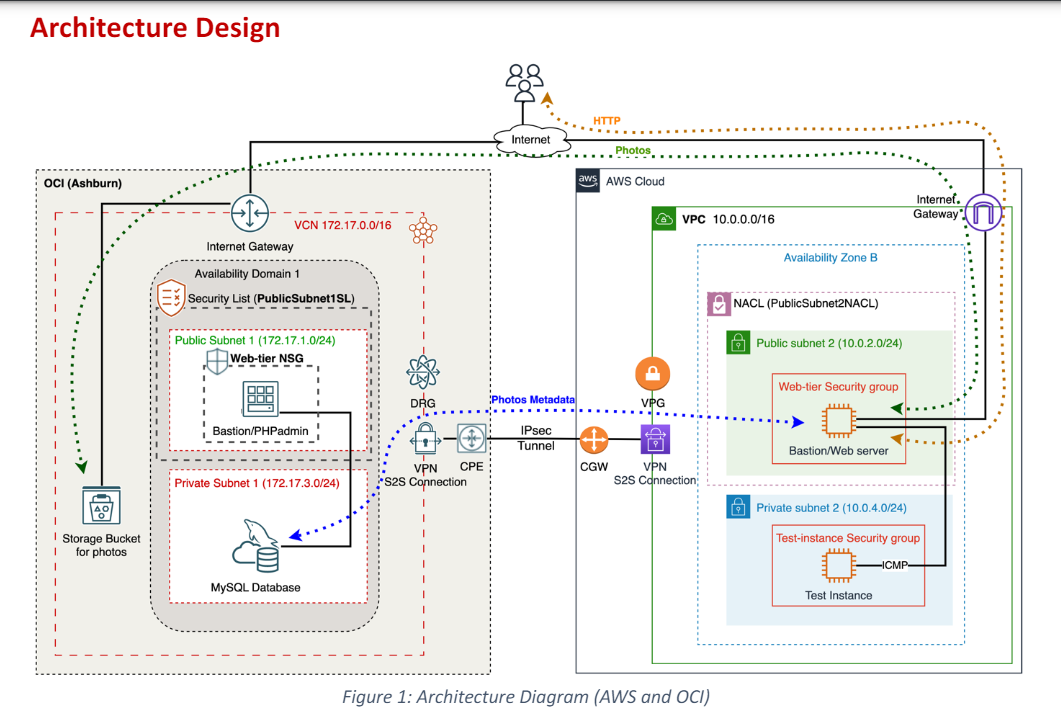 Architecture Design
HTTP
Internet
Photos
OCI (Ashburn)
VCN 172.17.0.0/16
Internet Gateway
Availability Domain 1
Security List (PublicSubnet1SL)
Public Subnet 1 (172.17.1.0/24)
Web-tier NSG
Bastion/PHPadmin
Private Subnet 1 (172.17.3.0/24)
MySQL Database
Storage Bucket
for photos
DRG
VPN
S2S Connection
CPE
Photos Metadata
IPsec
Tunnel
CGW
VPG
VPN
S2S Connection
aws
AWS Cloud
Internet
Gateway
VPC 10.0.0.0/16
Availability Zone B
NACL (PublicSubnet2NACL)
Public subnet 2 (10.0.2.0/24)
Web-tier Security group
Bastion/Web server
Private subnet 2 (10.0.4.0/24)
Test-instance Security group
ICMP
Test Instance
Figure 1: Architecture Diagram (AWS and OCI)